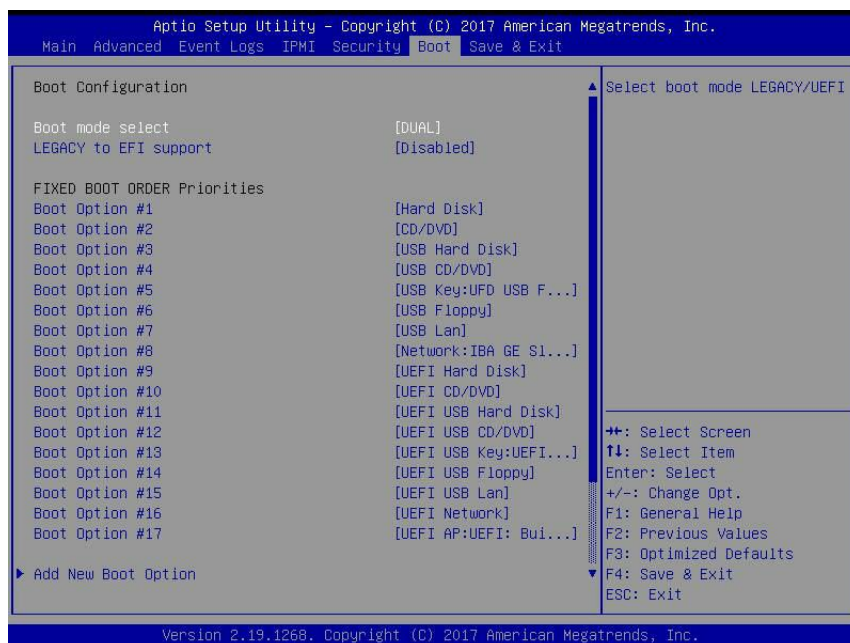 Aptio Setup Utility – Copyright (C) 2017 American Megatrends, Inc.
Main Advanced Event Logs IPMI Security Boot Save & Exit
Boot Configuration
Boot mode select [DUAL]
LEGACY to EFI support [Disabled]
FIXED BOOT ORDER Priorities
Boot Option #1 [Hard Disk]
Boot Option #2 [CD/DVD]
Boot Option #3 [USB Hard Disk]
Boot Option #4 [USB CD/DVD]
Boot Option #5 [USB Key:UFD USB F...]
Boot Option #6 [USB Floppy]
Boot Option #7 [USB Lan]
Boot Option #8 [Network:IBA GE Sl...]
Boot Option #9 [UEFI Hard Disk]
Boot Option #10 [UEFI CD/DVD]
Boot Option #11 [UEFI USB Hard Disk]
Boot Option #12 [UEFI USB CD/DVD]
Boot Option #13 [UEFI USB Key:UEFI...]
Boot Option #14 [UEFI USB Floppy]
Boot Option #15 [UEFI USB Lan]
Boot Option #16 [UEFI Network]
Boot Option #17 [UEFI AP:UEFI: Bui...]
Add New Boot Option
Select boot mode LEGACY/UEFI
→←: Select Screen
↑↓: Select Item
Enter: Select
+/-: Change Opt.
F1: General Help
F2: Previous Values
F3: Optimized Defaults
F4: Save & Exit
ESC: Exit
Version 2.19.1268. Copyright (C) 2017 American Megatrends, Inc.